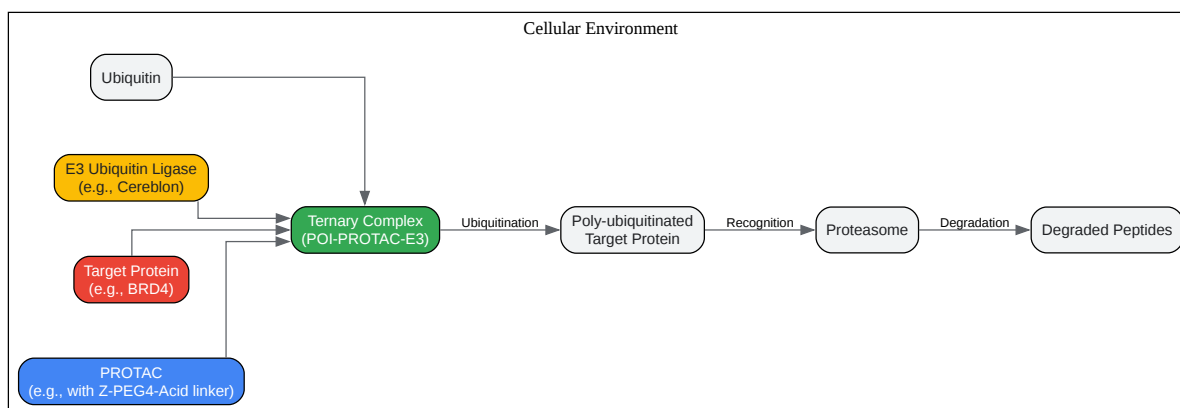 Cellular Environment
Ubiquitin
E3 Ubiquitin Ligase
(e.g., Cereblon)
Target Protein
(e.g., BRD4)
PROTAC
(e.g., with Z-PEG4-Acid linker)
Ternary Complex
(POI-PROTAC-E3)
Ubiquitination
Poly-ubiquitinated
Target Protein
Recognition
Proteasome
Degradation
Degraded Peptides